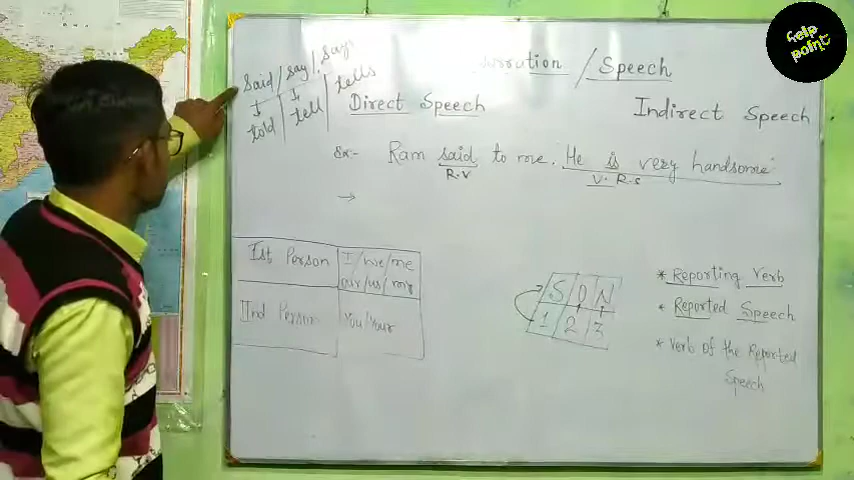 help point
Said / say / says
told | tell | tells
/ Speech
Direct Speech
Indirect Speech
Ex:- Ram said to me. He is very handsome
R.V
V. R.S
→
Ist Person | I/we/me
our/us/my
IInd Person | You/Your
S O N
1 2 3
* Reporting Verb
* Reported Speech
* Verb of the Reported
Speech